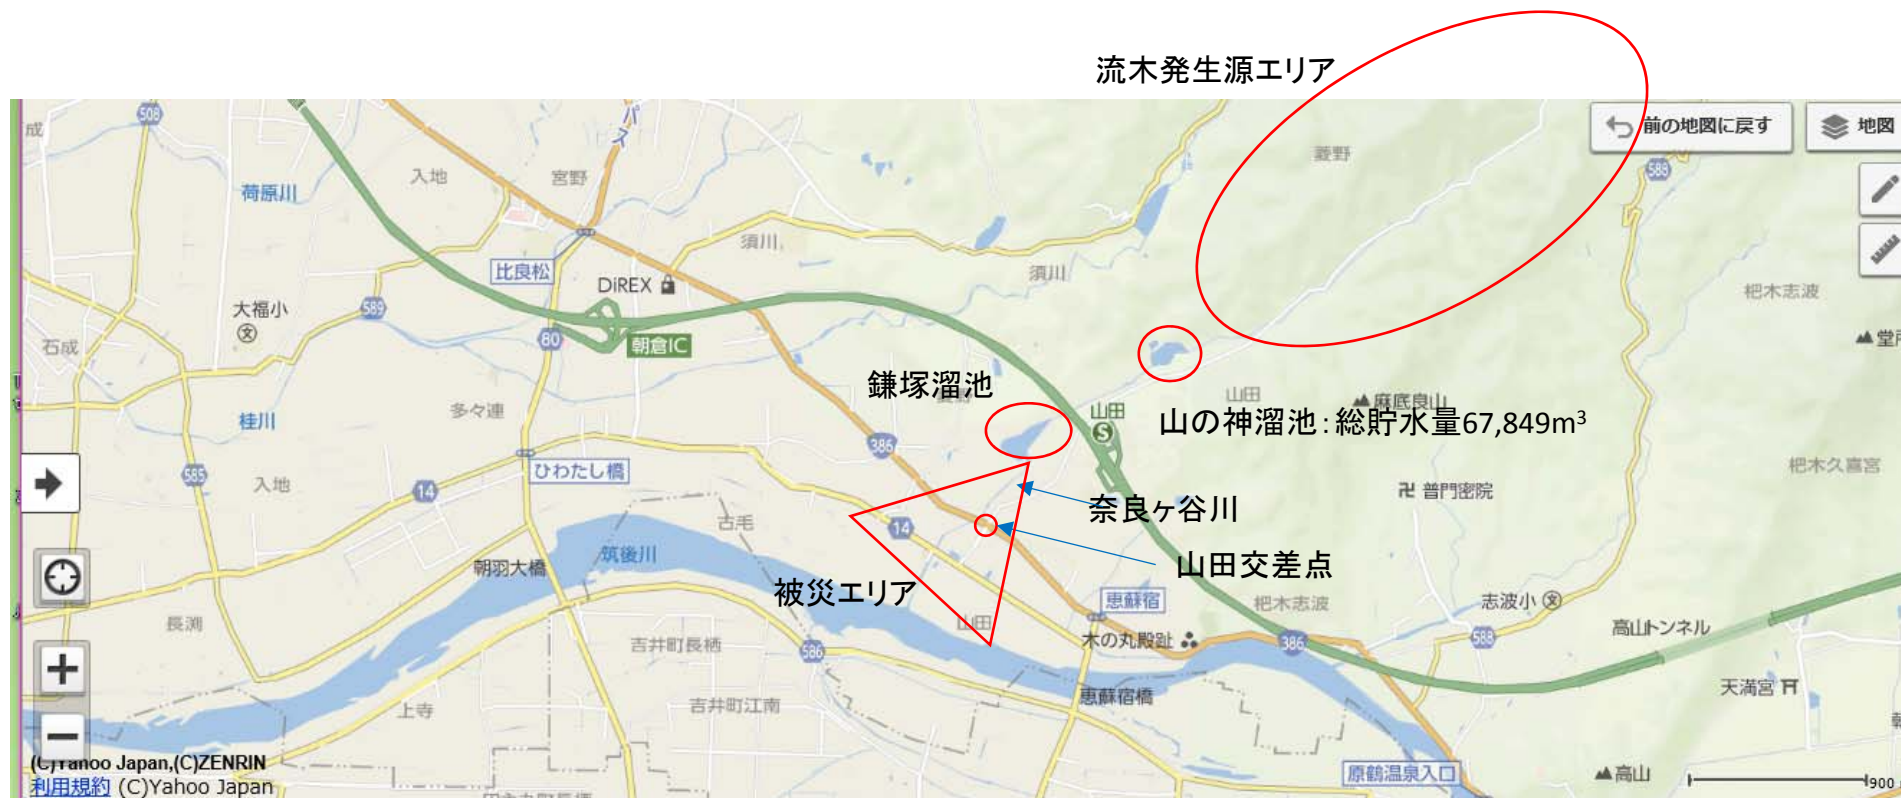 流木発生源エリア
508
成
バス
前の地図に戻す
地図
入地
宮野
菱野
588
荷原川
須川
比良松
須川
DiREX
杷木志波
大福小
589
石成
80
朝倉IC
鎌塚溜池
山田
山田
麻底良山
桂川
多々連
山の神溜池:総貯水量67,849m³
386
ひわたし橋
585
入地
14
杷木久喜宮
卍 普門密院
奈良ヶ谷川
古毛
14
筑後川
朝羽大橋
山田交差点
被災エリア
恵蘇宿
杷木志波
志波小
長渕
山田
高山トンネル
吉井町長栖
586
木の丸殿趾
386
588
天満宮
上寺
吉井町江南
恵蘇宿橋
(C)Yahoo Japan,(C)ZENRIN
利用規約 (C)Yahoo Japan
原鶴温泉入口
高山
900